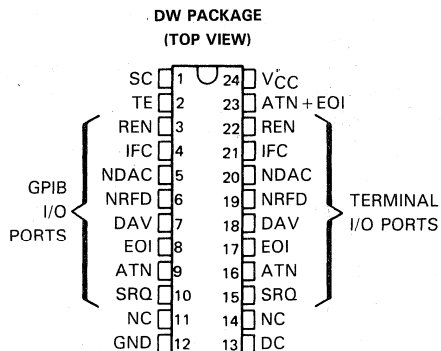 DW PACKAGE
(TOP VIEW)
SC 1 24 VCC
TE 2 23 ATN + EOI
REN 3 22 REN
IFC 4 21 IFC
NDAC 5 20 NDAC
NRFD 6 19 NRFD
DAV 7 18 DAV
EOI 8 17 EOI
ATN 9 16 ATN
SRQ 10 15 SRQ
NC 11 14 NC
GND 12 13 DC
GPIB
I/O
PORTS
TERMINAL
I/O PORTS